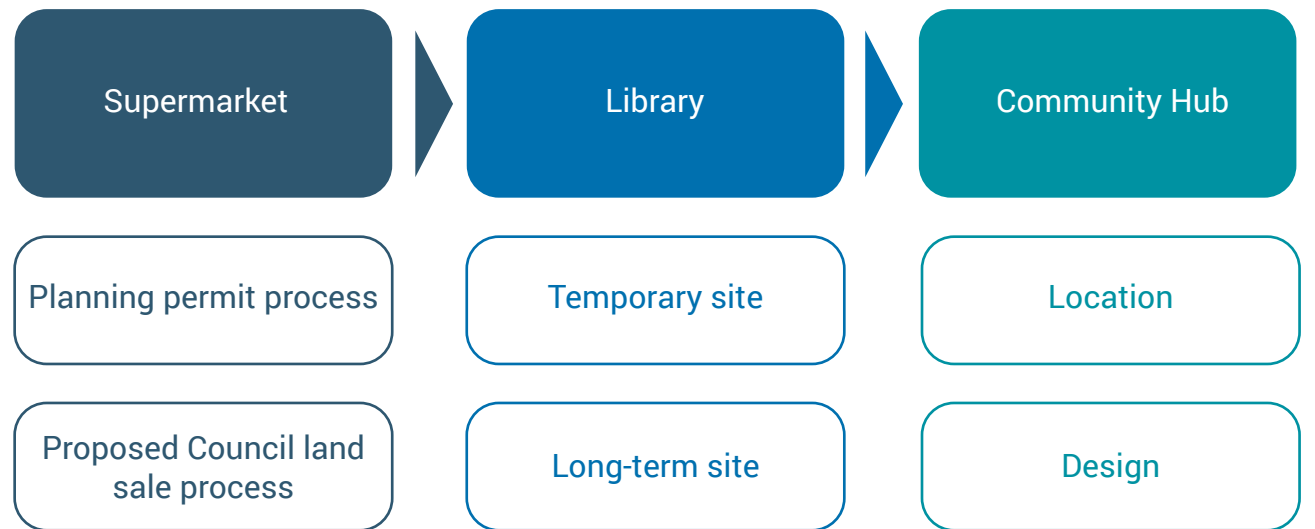 Supermarket
Library
Community Hub
Planning permit process
Temporary site
Location
Proposed Council land
sale process
Long-term site
Design